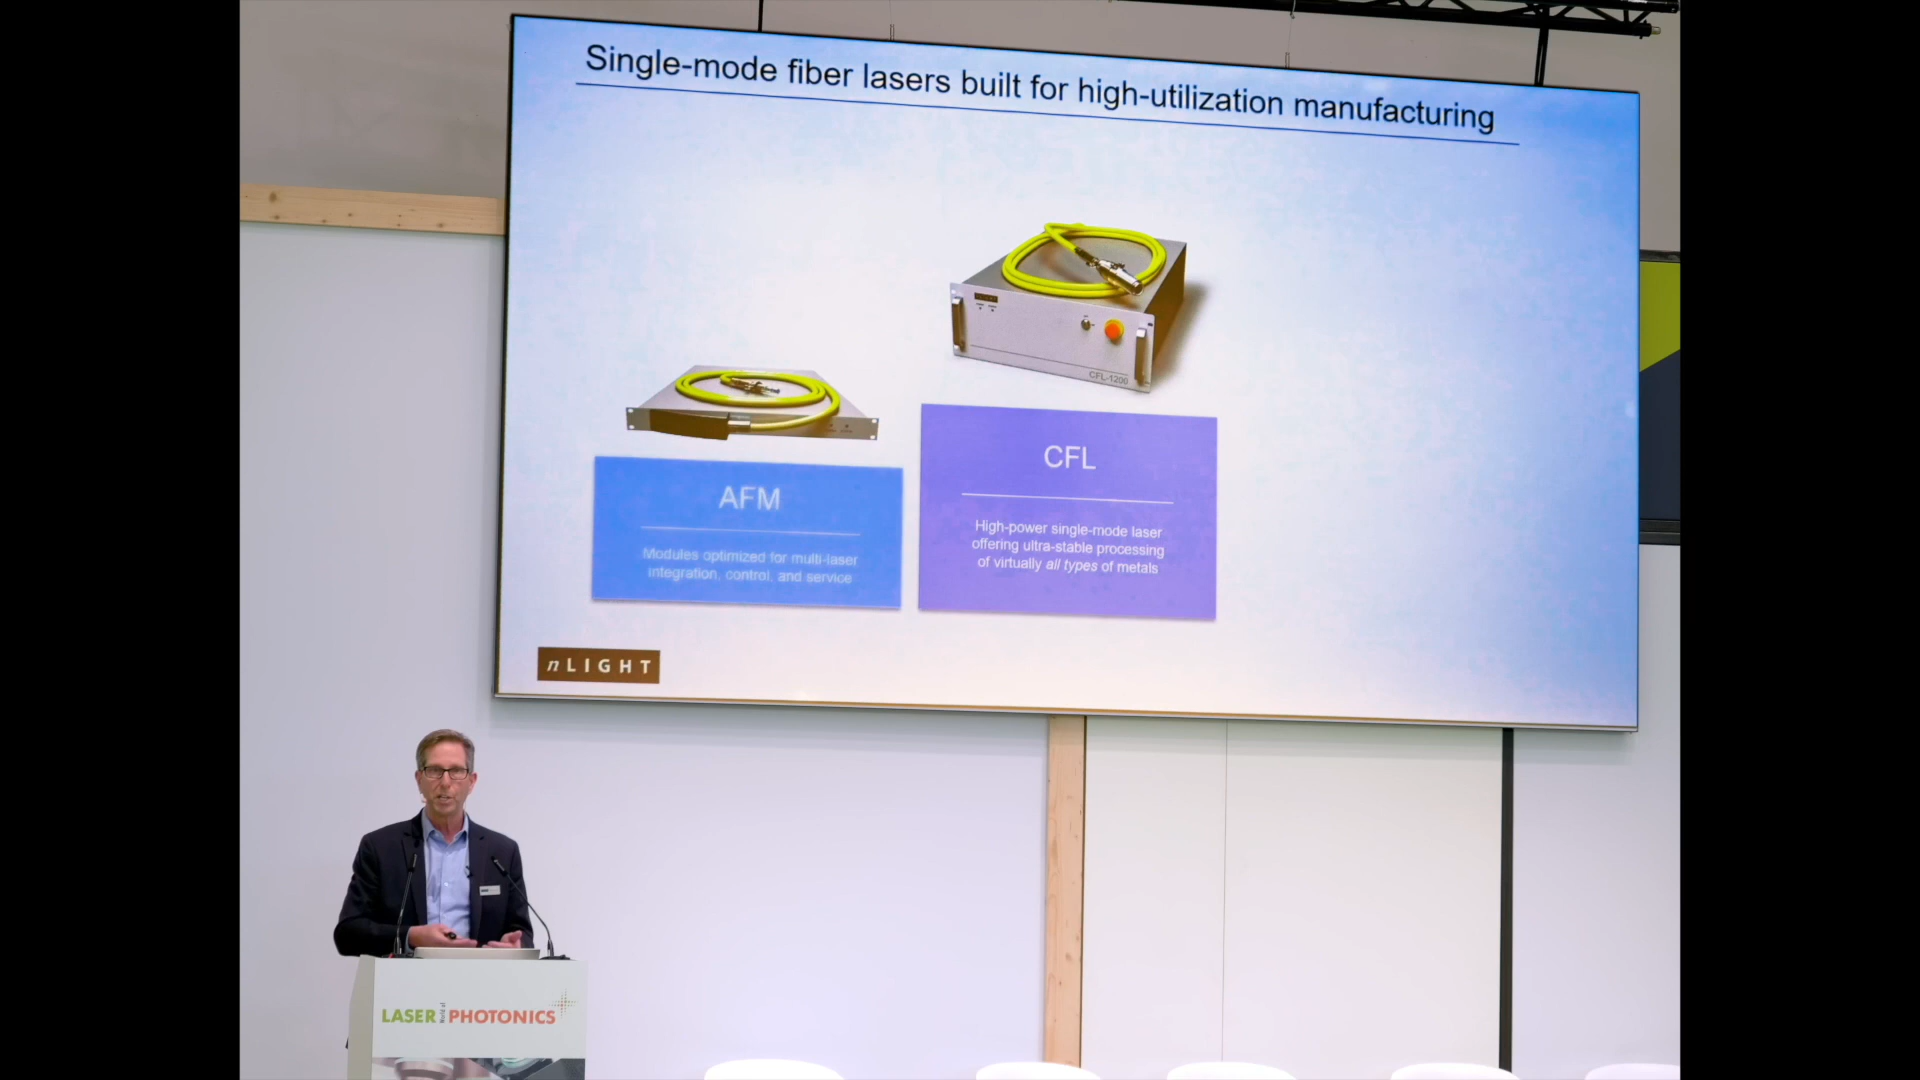 Single-mode fiber lasers built for high-utilization manufacturing
CFL-1200
AFM
Modules optimized for multi-laser
integration, control, and service
CFL
High-power single-mode laser
offering ultra-stable processing
of virtually all types of metals
nLIGHT
LASER World of PHOTONICS